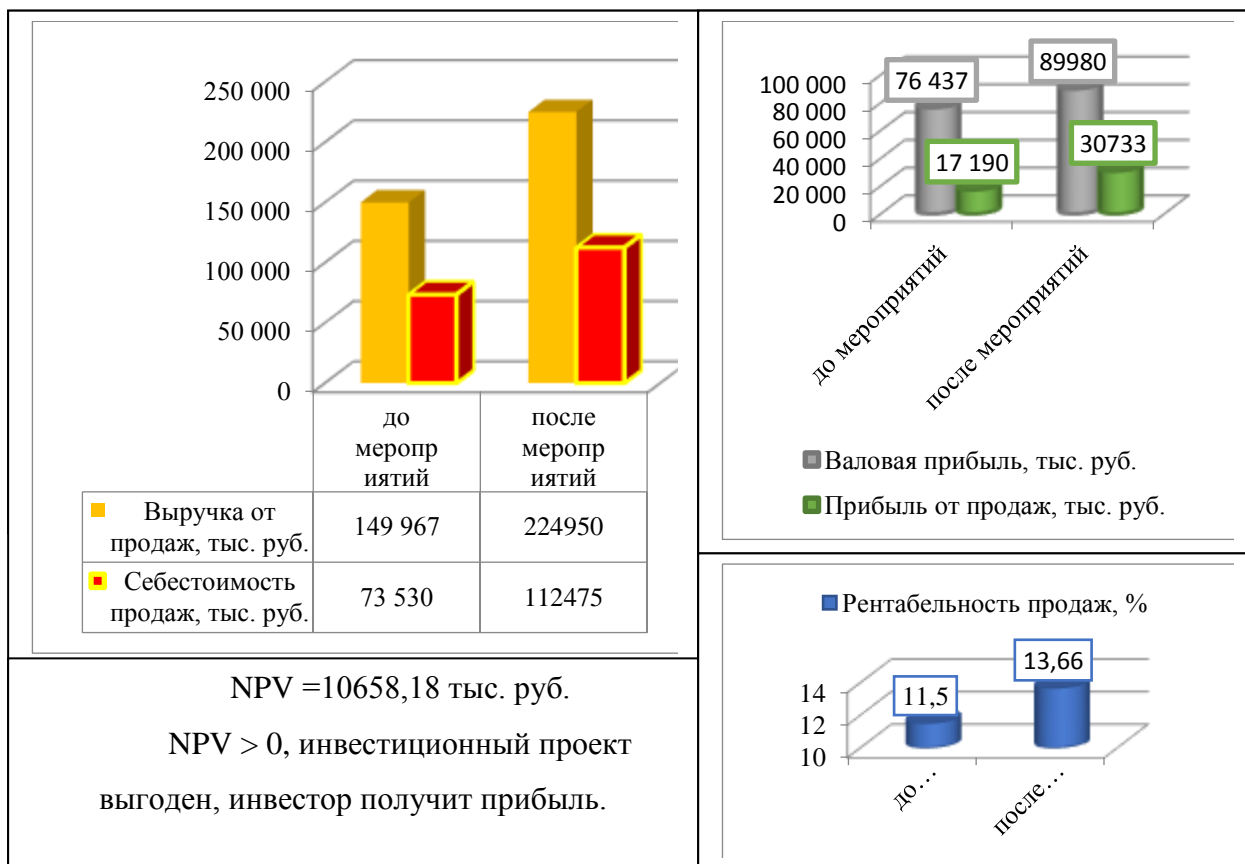 250 000
200 000
150 000
100 000
50 000
0
до
меропр
иятий
после
меропр
иятий
Выручка от
продаж, тыс. руб.
149 967
224950
Себестоимость
продаж, тыс. руб.
73 530
112475
100 000
80 000
60 000
40 000
20 000
0
76 437
17 190
89980
30733
до мероприятий
после мероприятий
Валовая прибыль, тыс. руб.
Прибыль от продаж, тыс. руб.
NPV =10658,18 тыс. руб.
NPV > 0, инвестиционный проект
выгоден, инвестор получит прибыль.
Рентабельность продаж, %
14
12
10
11,5
13,66
до...
после...